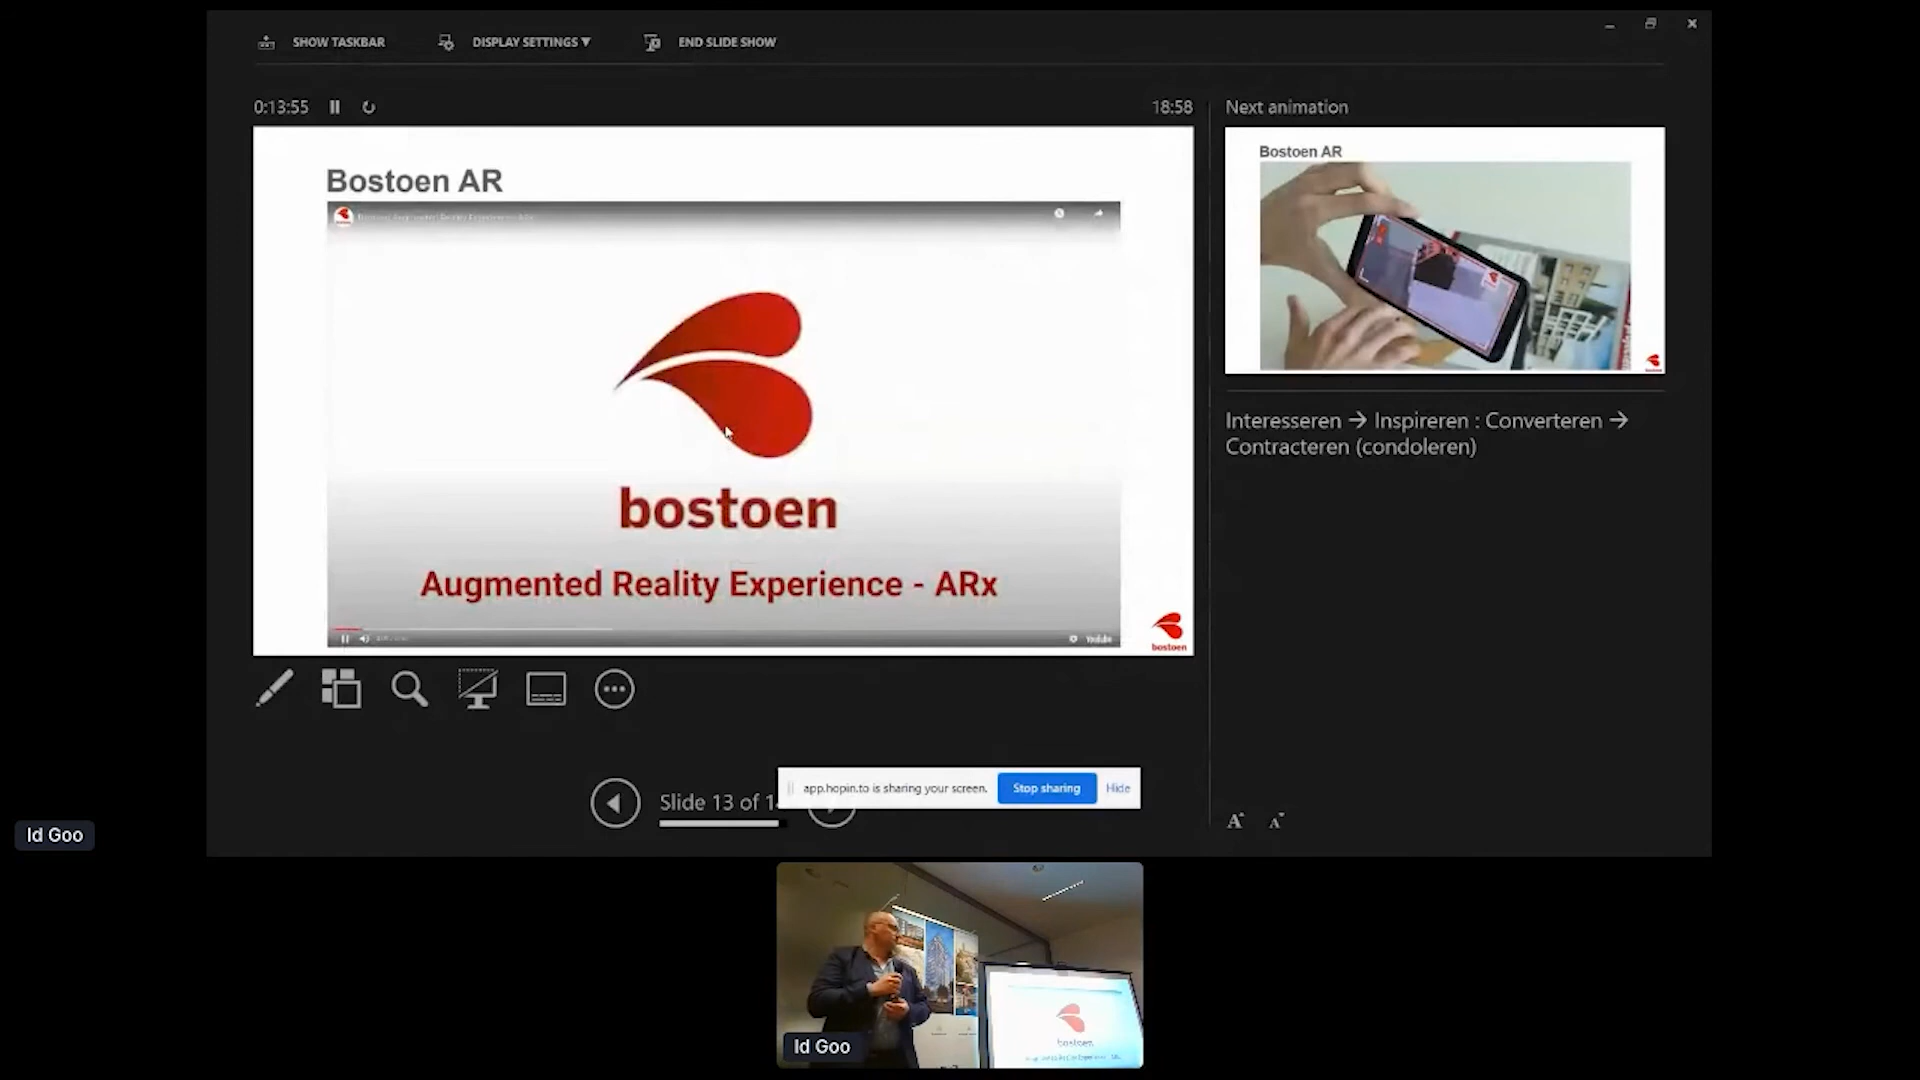 SHOW TASKBAR
DISPLAY SETTINGS ▼
END SLIDE SHOW
0:13:55
18:58
Next animation
Bostoen AR
bostoen
Augmented Reality Experience - ARx
YouTube
bostoen
Bostoen AR
Interesseren → Inspireren : Converteren →
Contracteren (condoleren)
Slide 13 of
app.hopin.to is sharing your screen.
Stop sharing
Hide
Id Goo
Id Goo
bostoen